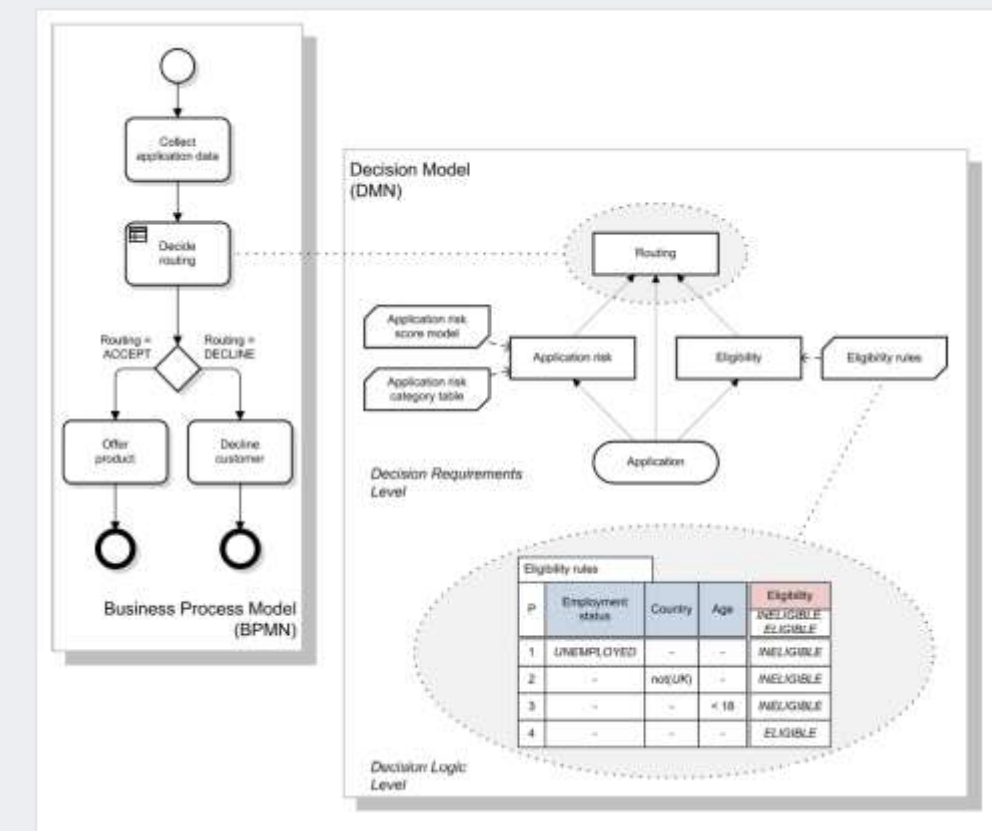 Collect
application data
Decide
routing
Routing =
ACCEPT
Routing =
DECLINE
Offer
product
Decline
customer
Business Process Model
(BPMN)
Decision Model
(DMN)
Routing
Application risk
score model
Application risk
category table
Application risk
Eligibility
Eligibility rules
Application
Decision Requirements
Level
Eligibility rules
P
Employment
status
Country
Age
Eligibility
INELIGIBLE
ELIGIBLE
1 UNEMPLOYED - - INELIGIBLE
2 - not(UK) - INELIGIBLE
3 - - < 18 INELIGIBLE
4 - - - ELIGIBLE
Decision Logic
Level